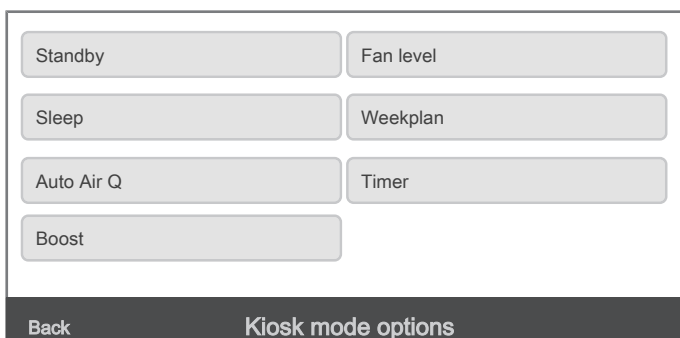 Standby
Fan level
Sleep
Weekplan
Auto Air Q
Timer
Boost
Back
Kiosk mode options